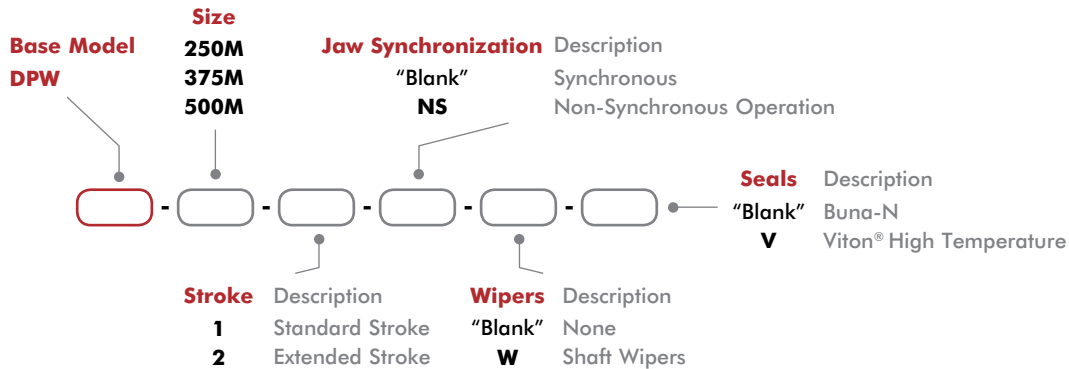 Size
Base Model 250M Jaw Synchronization Description
DPW 375M “Blank” Synchronous
500M NS Non-Synchronous Operation
Seals Description
- - - - -
“Blank” Buna-N
V Viton® High Temperature
Stroke Description Wipers Description
1 Standard Stroke “Blank” None
2 Extended Stroke W Shaft Wipers